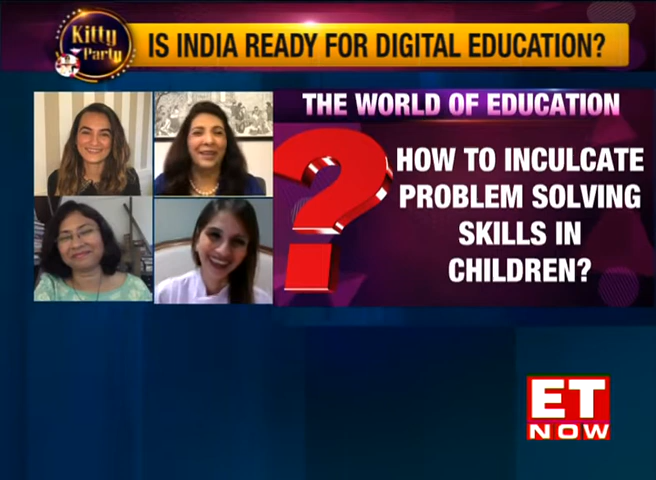 Kitty
Party
IS INDIA READY FOR DIGITAL EDUCATION?
THE WORLD OF EDUCATION
?
HOW TO INCULCATE
PROBLEM SOLVING
SKILLS IN
CHILDREN?
ET
NOW